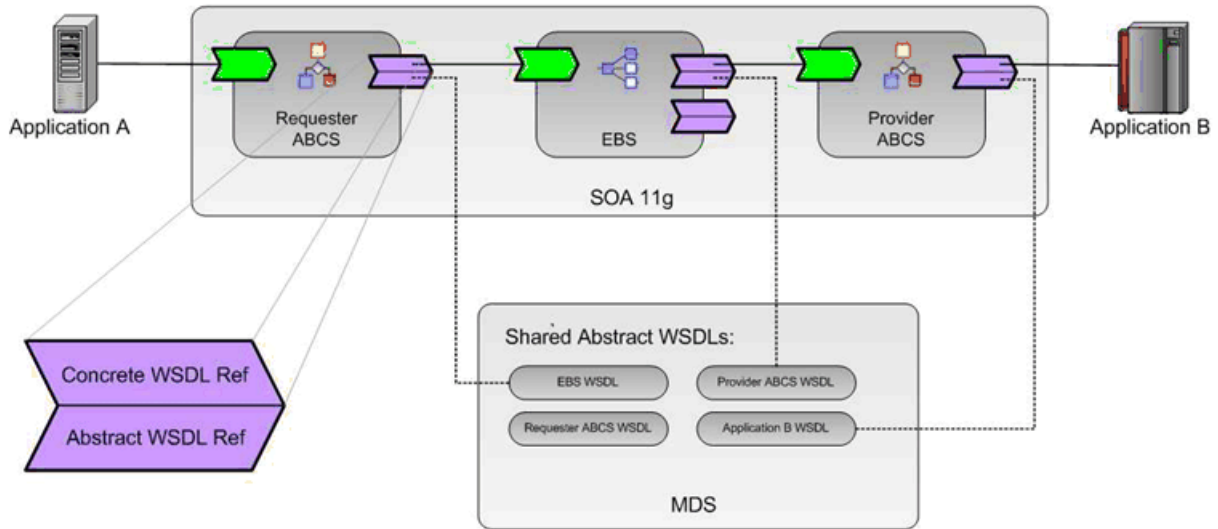 Application A
Requester
ABCS
EBS
Provider
ABCS
Application B
SOA 11g
Concrete WSDL Ref
Abstract WSDL Ref
Shared Abstract WSDLs:
EBS WSDL
Provider ABCS WSDL
Requester ABCS WSDL
Application B WSDL
MDS